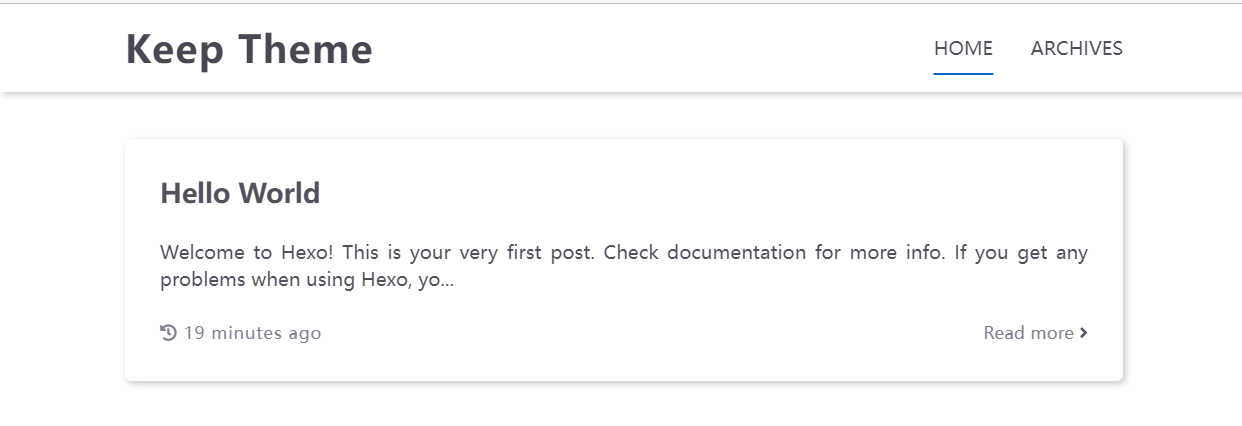 Keep Theme
HOME
ARCHIVES
Hello World
Welcome to Hexo! This is your very first post. Check documentation for more info. If you get any
problems when using Hexo, yo...
19 minutes ago
Read more